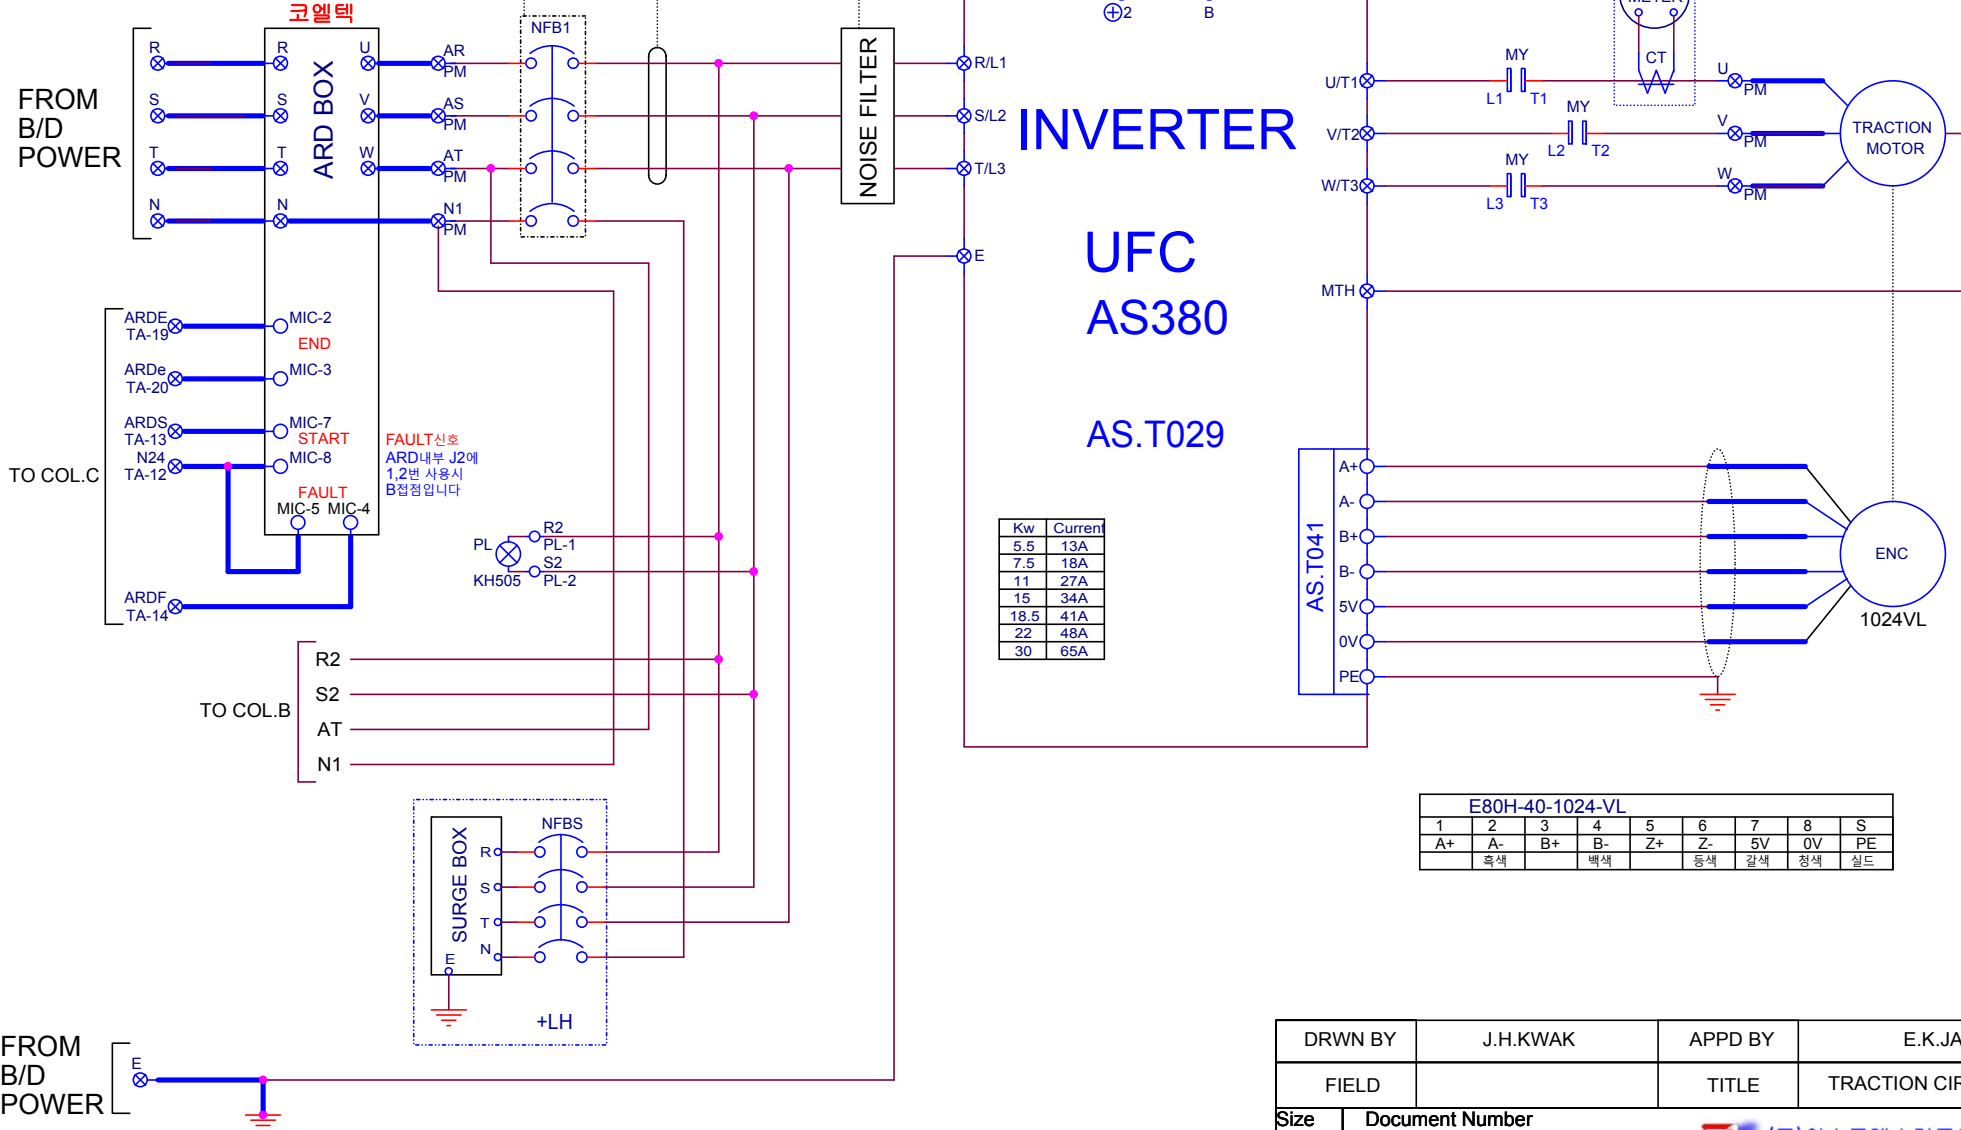 코엘텍
NFB1
⊕2
B
METER
CT
FROM
B/D
POWER
R
S
T
N
R
S
T
N
ARD BOX
U
V
W
AR
PM
AS
PM
AT
PM
N1
PM
NOISE FILTER
R/L1
S/L2
T/L3
E
INVERTER
UFC
AS380
AS.T029
U/T1
V/T2
W/T3
MTH
MY
L1 T1
MY
L2 T2
MY
L3 T3
U
PM
V
PM
W
PM
TRACTION
MOTOR
TO COL.C
ARDE
TA-19
ARDe
TA-20
ARDS
TA-13
N24
TA-12
ARDF
TA-14
MIC-2
END
MIC-3
MIC-7
START
MIC-8
FAULT
MIC-5 MIC-4
FAULT신호
ARD내부 J2에
1,2번 사용시
B접점입니다
PL
KH505
R2
PL-1
S2
PL-2
Kw Current
5.5 13A
7.5 18A
11 27A
15 34A
18.5 41A
22 48A
30 65A
AS.T041
A+
A-
B+
B-
5V
0V
PE
ENC
1024VL
TO COL.B
R2
S2
AT
N1
SURGE BOX
R
S
T
N
E
NFBS
+LH
E80H-40-1024-VL
1 2 3 4 5 6 7 8 S
A+ A- B+ B- Z+ Z- 5V 0V PE
흑색 백색 등색 갈색 청색 실드
FROM
B/D
POWER
E
DRWN BY J.H.KWAK APPD BY E.K.JA
FIELD TITLE TRACTION CIR
Size Document Number